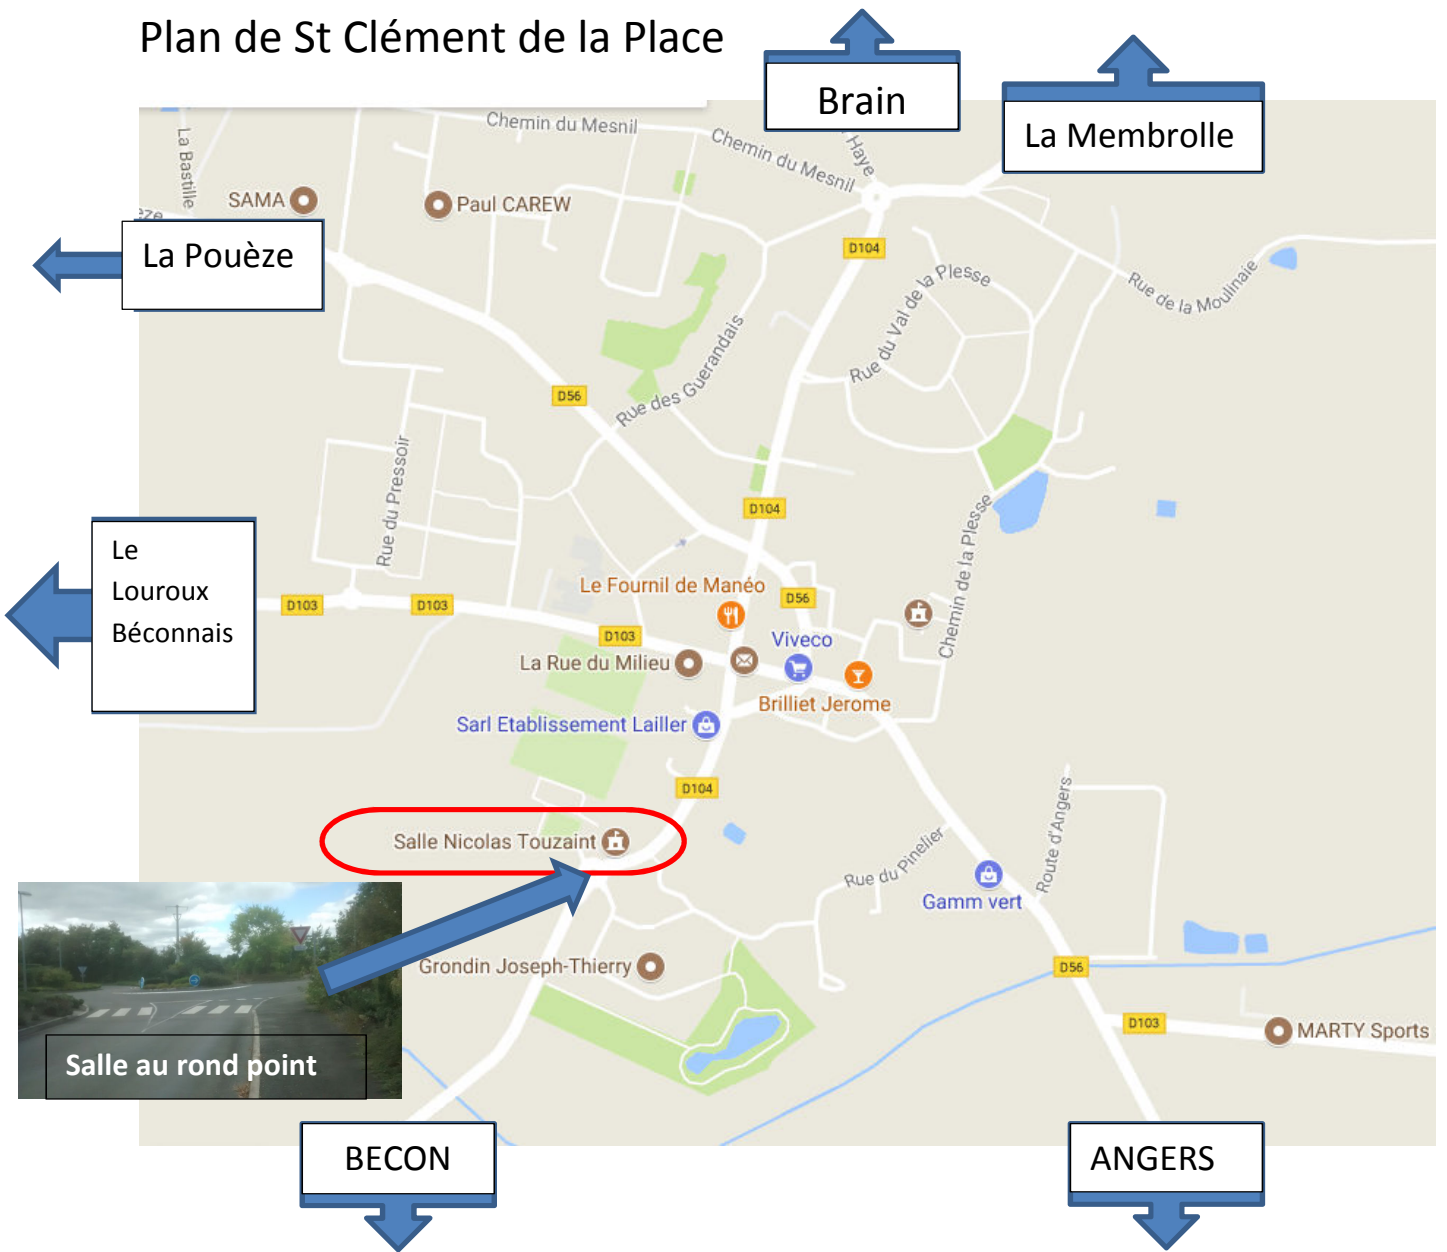 Plan de St Clément de la Place
Brain
La Membrolle
Chemin du Mesnil
Chemin du Mesnil
Haye
La Bastille
SAMA
Paul CAREW
èze
La Pouèze
D104
Rue du Val de la Plesse
Rue de la Moulinaie
Rue des Guerandais
D56
Rue du Pressoir
D104
Chemin de la Plesse
Le
Louroux
Béconnais
Le Fournil de Manéo
D103
D103
D56
D103
Viveco
La Rue du Milieu
Brilliet Jerome
Sarl Etablissement Lailler
D104
Salle Nicolas Touzaint
Rue du Pinelier
Route d'Angers
Gamm vert
Grondin Joseph-Thierry
D56
D103
MARTY Sports
Salle au rond point
BECON
ANGERS